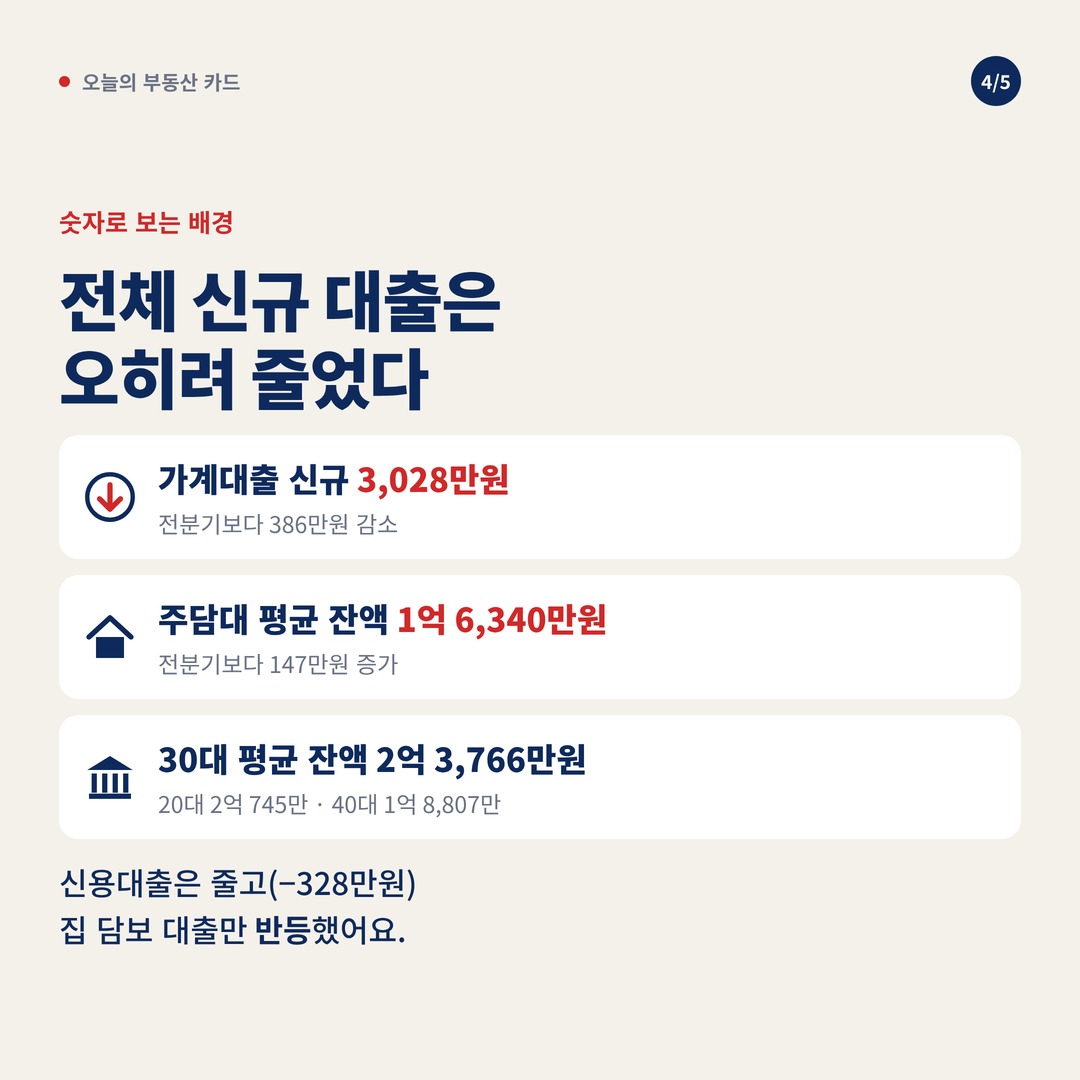 오늘의 부동산 카드
4/5
숫자로 보는 배경
전체 신규 대출은
오히려 줄었다
가계대출 신규 3,028만원
전분기보다 386만원 감소
주담대 평균 잔액 1억 6,340만원
전분기보다 147만원 증가
30대 평균 잔액 2억 3,766만원
20대 2억 745만 · 40대 1억 8,807만
신용대출은 줄고(−328만원)
집 담보 대출만 반등했어요.